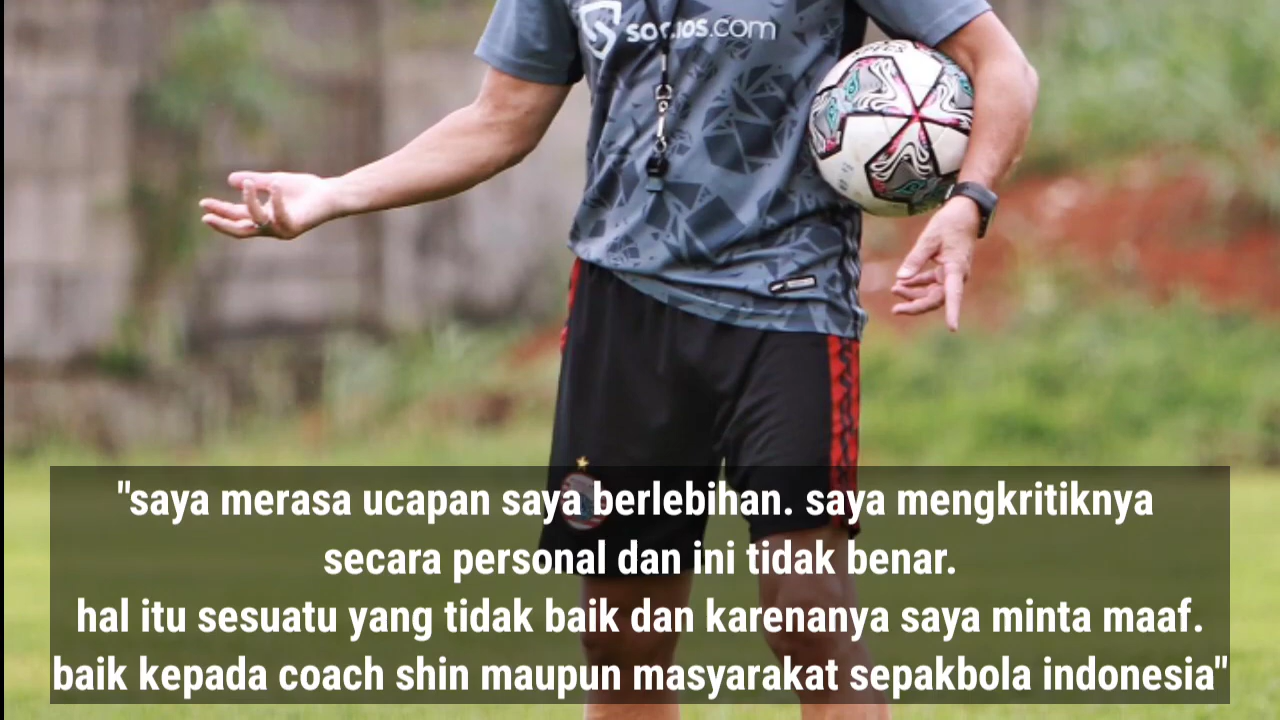 socios.com
"saya merasa ucapan saya berlebihan. saya mengkritiknya
secara personal dan ini tidak benar.
hal itu sesuatu yang tidak baik dan karenanya saya minta maaf.
baik kepada coach shin maupun masyarakat sepakbola indonesia"